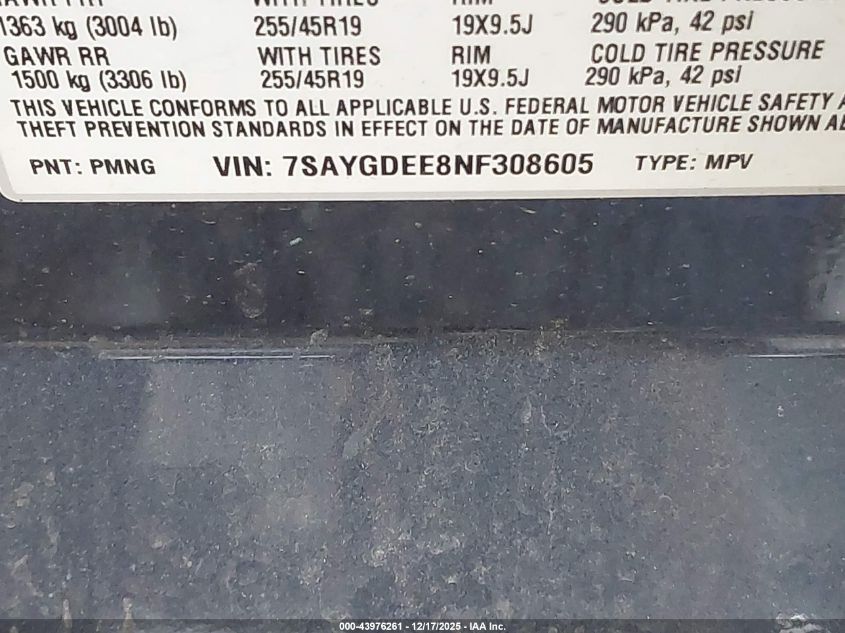 1363 kg (3004 lb) 255/45R19 19X9.5J 290 kPa, 42 psi
GAWR RR WITH TIRES RIM COLD TIRE PRESSURE
1500 kg (3306 lb) 255/45R19 19X9.5J 290 kPa, 42 psi
THIS VEHICLE CONFORMS TO ALL APPLICABLE U.S. FEDERAL MOTOR VEHICLE SAFETY
THEFT PREVENTION STANDARDS IN EFFECT ON THE DATE OF MANUFACTURE SHOWN
PNT: PMNG VIN: 7SAYGDEE8NF308605 TYPE: MPV
000-43976261 - 12/17/2025 - IAA Inc.